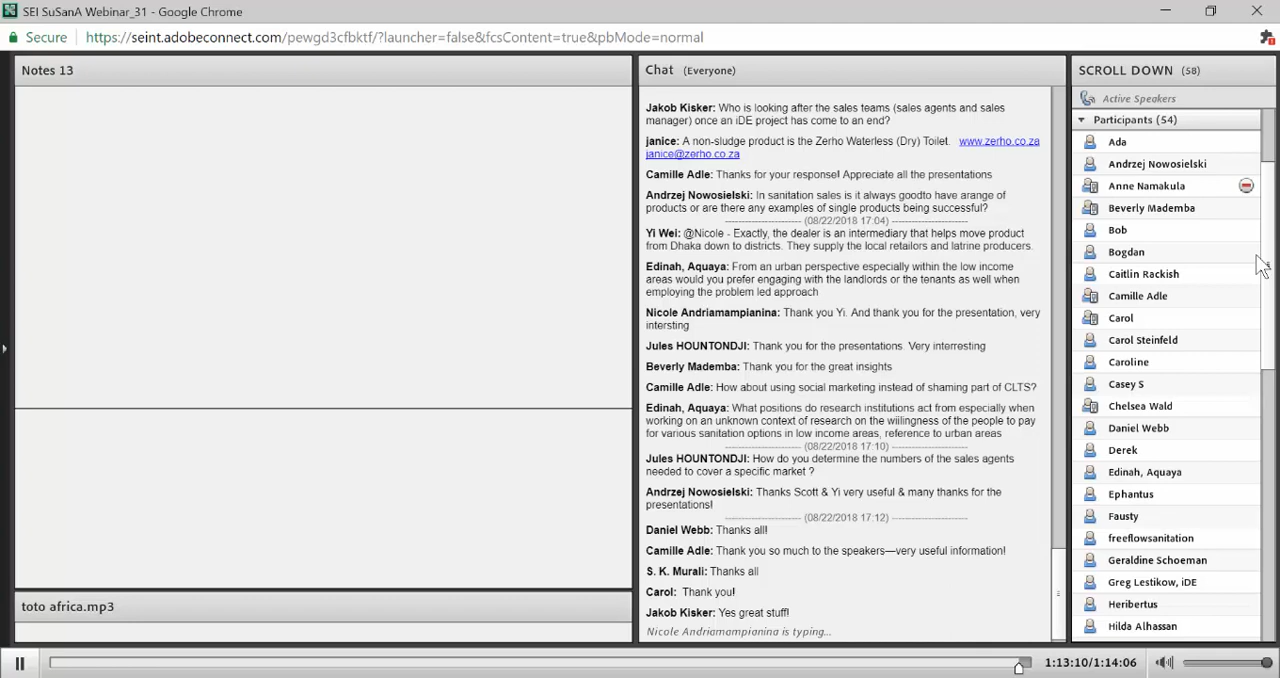 SEI SuSanA Webinar_31 - Google Chrome
Secure https://seint.adobeconnect.com/pewgd3cfbktf/?launcher=false&fcsContent=true&pbMode=normal
Notes 13
toto africa.mp3
Chat (Everyone)
Jakob Kisker: Who is looking after the sales teams (sales agents and sales
manager) once an iDE project has come to an end?
janice: A non-sludge product is the Zerho Waterless (Dry) Toilet. www.zerho.co.za
janice@zerho.co.za
Camille Adle: Thanks for your response! Appreciate all the presentations
Andrzej Nowosielski: In sanitation sales is it always goodto have arange of
products or are there any examples of single products being successful?
------------------- (08/22/2018 17:04) -------------------
Yi Wei: @Nicole - Exactly, the dealer is an intermediary that helps move product
from Dhaka down to districts. They supply the local retailors and latrine producers.
Edinah, Aquaya: From an urban perspective especially within the low income
areas would you prefer engaging with the landlords or the tenants as well when
employing the problem led approach
Nicole Andriamampianina: Thank you Yi. And thank you for the presentation, very
intersting
Jules HOUNTONDJI: Thank you for the presentations. Very interresting
Beverly Mademba: Thank you for the great insights
Camille Adle: How about using social marketing instead of shaming part of CLTS?
Edinah, Aquaya: What positions do research institutions act from especially when
working on an unknown context of research on the wiilingness of the people to pay
for various sanitation options in low income areas, reference to urban areas
------------------- (08/22/2018 17:10) -------------------
Jules HOUNTONDJI: How do you determine the numbers of the sales agents
needed to cover a specific market ?
Andrzej Nowosielski: Thanks Scott & Yi very useful & many thanks for the
presentations!
------------------- (08/22/2018 17:12) -------------------
Daniel Webb: Thanks all!
Camille Adle: Thank you so much to the speakers—very useful information!
S. K. Murali: Thanks all
Carol: Thank you!
Jakob Kisker: Yes great stuff!
Nicole Andriamampianina is typing...
SCROLL DOWN (58)
Active Speakers
Participants (54)
Ada
Andrzej Nowosielski
Anne Namakula
Beverly Mademba
Bob
Bogdan
Caitlin Rackish
Camille Adle
Carol
Carol Steinfeld
Caroline
Casey S
Chelsea Wald
Daniel Webb
Derek
Edinah, Aquaya
Ephantus
Fausty
freeflowsanitation
Geraldine Schoeman
Greg Lestikow, iDE
Heribertus
Hilda Alhassan
1:13:10/1:14:06